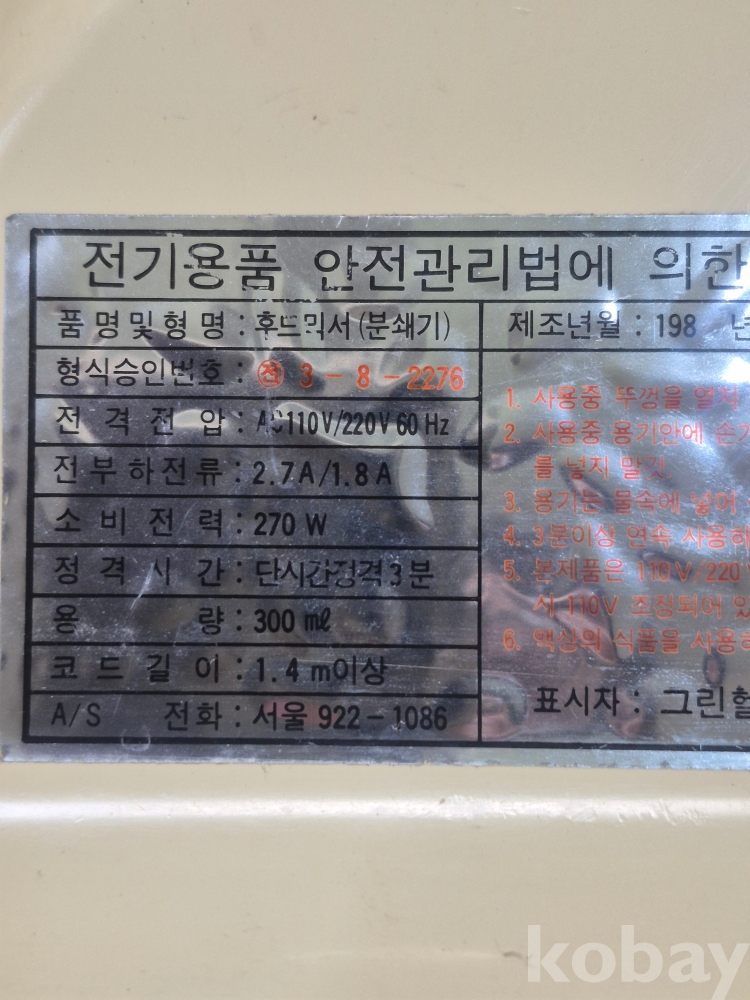 전기용품 안전관리법에 의한
품명및형명 : 후드믹서 (분쇄기)
제조년월 : 198 년
형식승인번호 : ㉠ 3-8-2276
전격전압 : AC110V/220V 60Hz
전부하전류 : 2.7A/1.8A
소비전력 : 270 W
정격시간 : 단시간정격3분
용량 : 300 ㎖
코드길이 : 1.4 m이상
A/S 전화 : 서울 922-1086
1. 사용중 뚜껑을 열지
2. 사용중 용기안에 손
를 넣지 말것
3. 용기는 물속에 넣어
4. 3분이상 연속 사용하
5. 본제품은 110V/220
시 110V 조정되어 있
6. 액상의 식품을 사용
표시자 : 그린헬
kobay